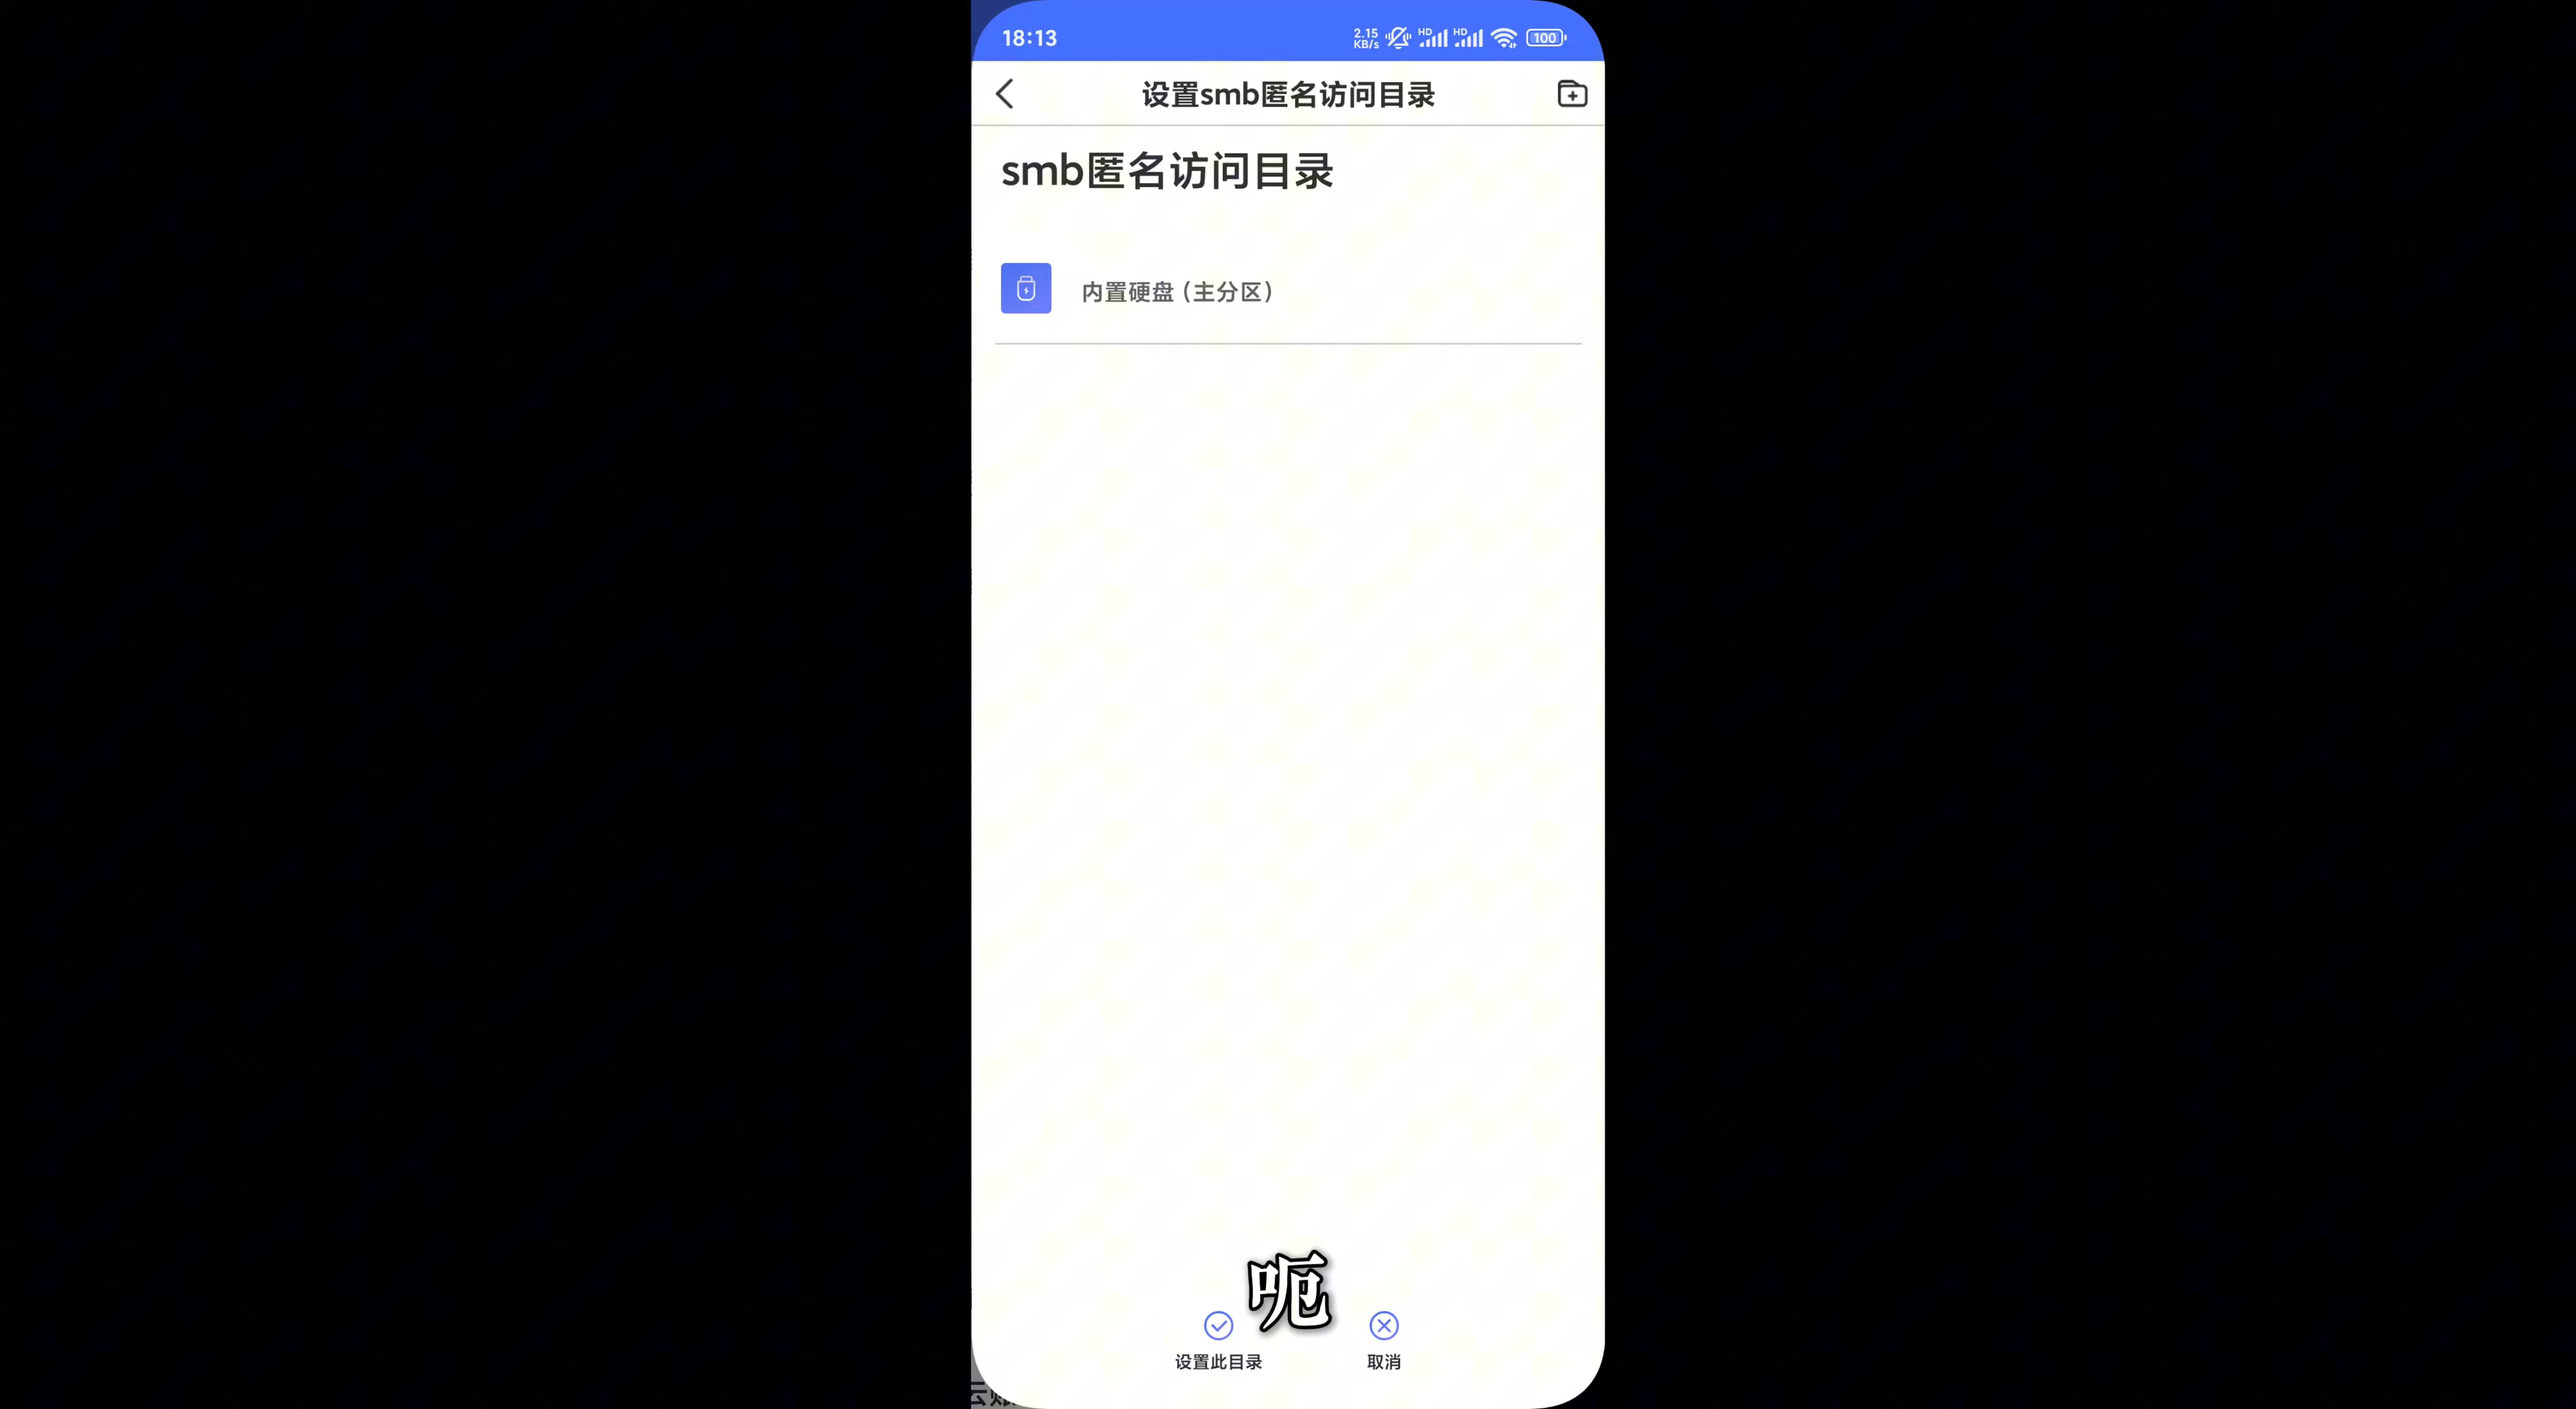 18:13
2.15
KB/s
HD
HD
100
设置smb匿名访问目录
smb匿名访问目录
内置硬盘（主分区）
呃
设置此目录
取消